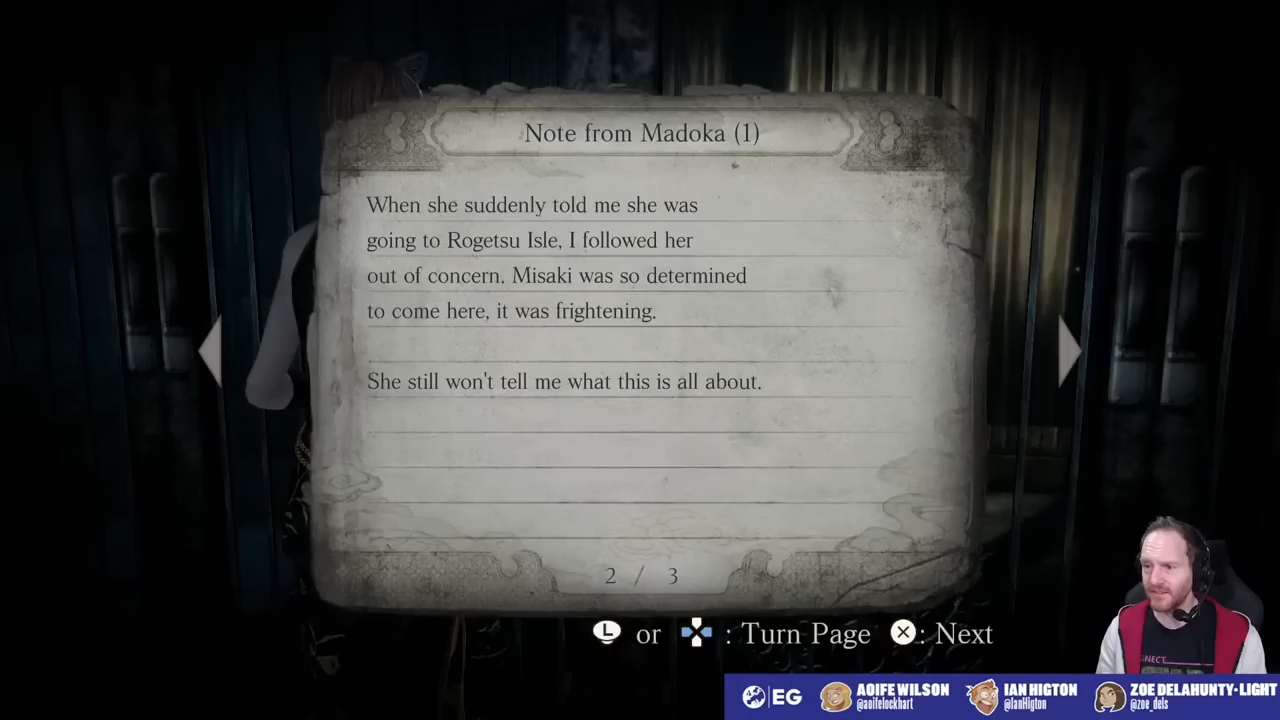 Note from Madoka (1)
When she suddenly told me she was
going to Rogetsu Isle, I followed her
out of concern. Misaki was so determined
to come here, it was frightening.
She still won't tell me what this is all about.
2 / 3
L or : Turn Page X : Next
NNECT
EG AOIFE WILSON IAN HIGTON ZOE DELAHUNTY-LIGHT
@aoifelockhart @IanHigton @zoe_dels